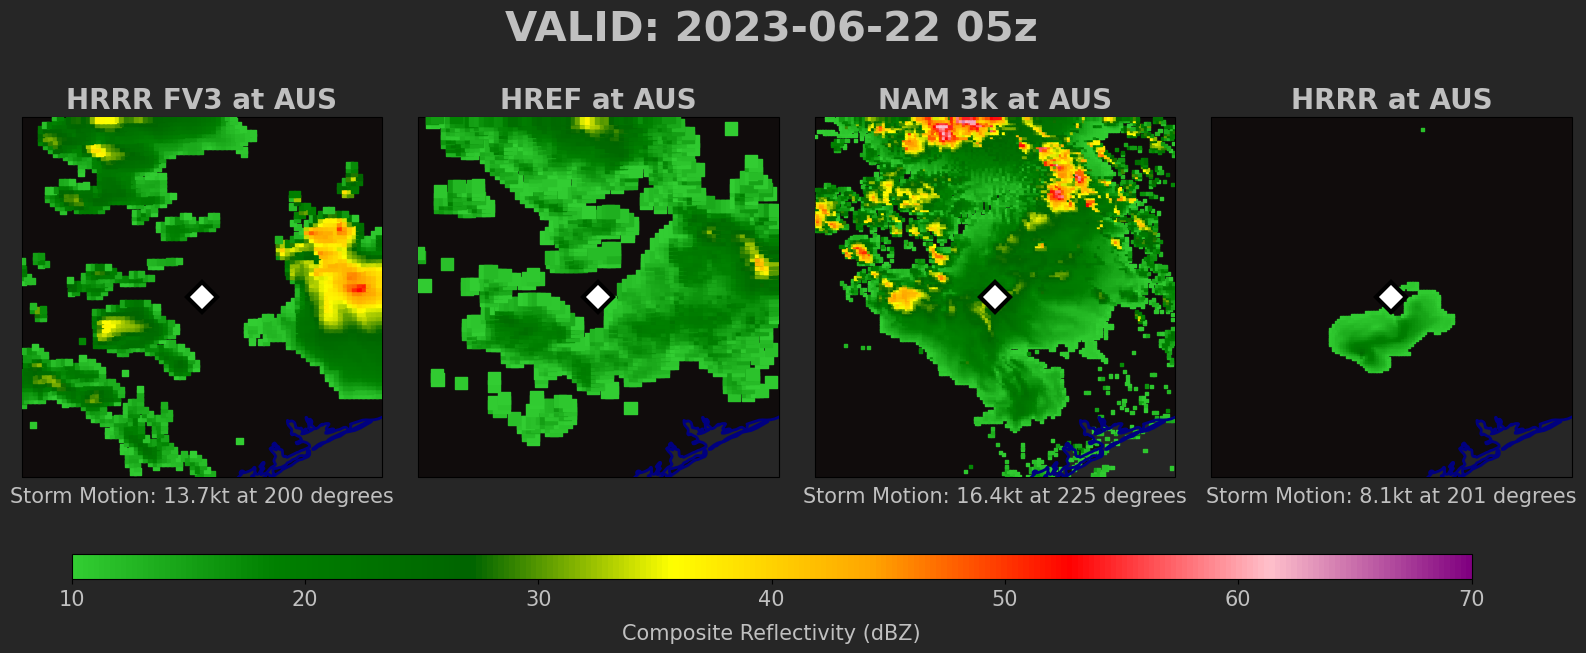 VALID: 2023-06-22 05z
HRRR FV3 at AUS
HREF at AUS
NAM 3k at AUS
HRRR at AUS
Storm Motion: 13.7kt at 200 degrees
Storm Motion: 16.4kt at 225 degrees
Storm Motion: 8.1kt at 201 degrees
10 20 30 40 50 60 70
Composite Reflectivity (dBZ)